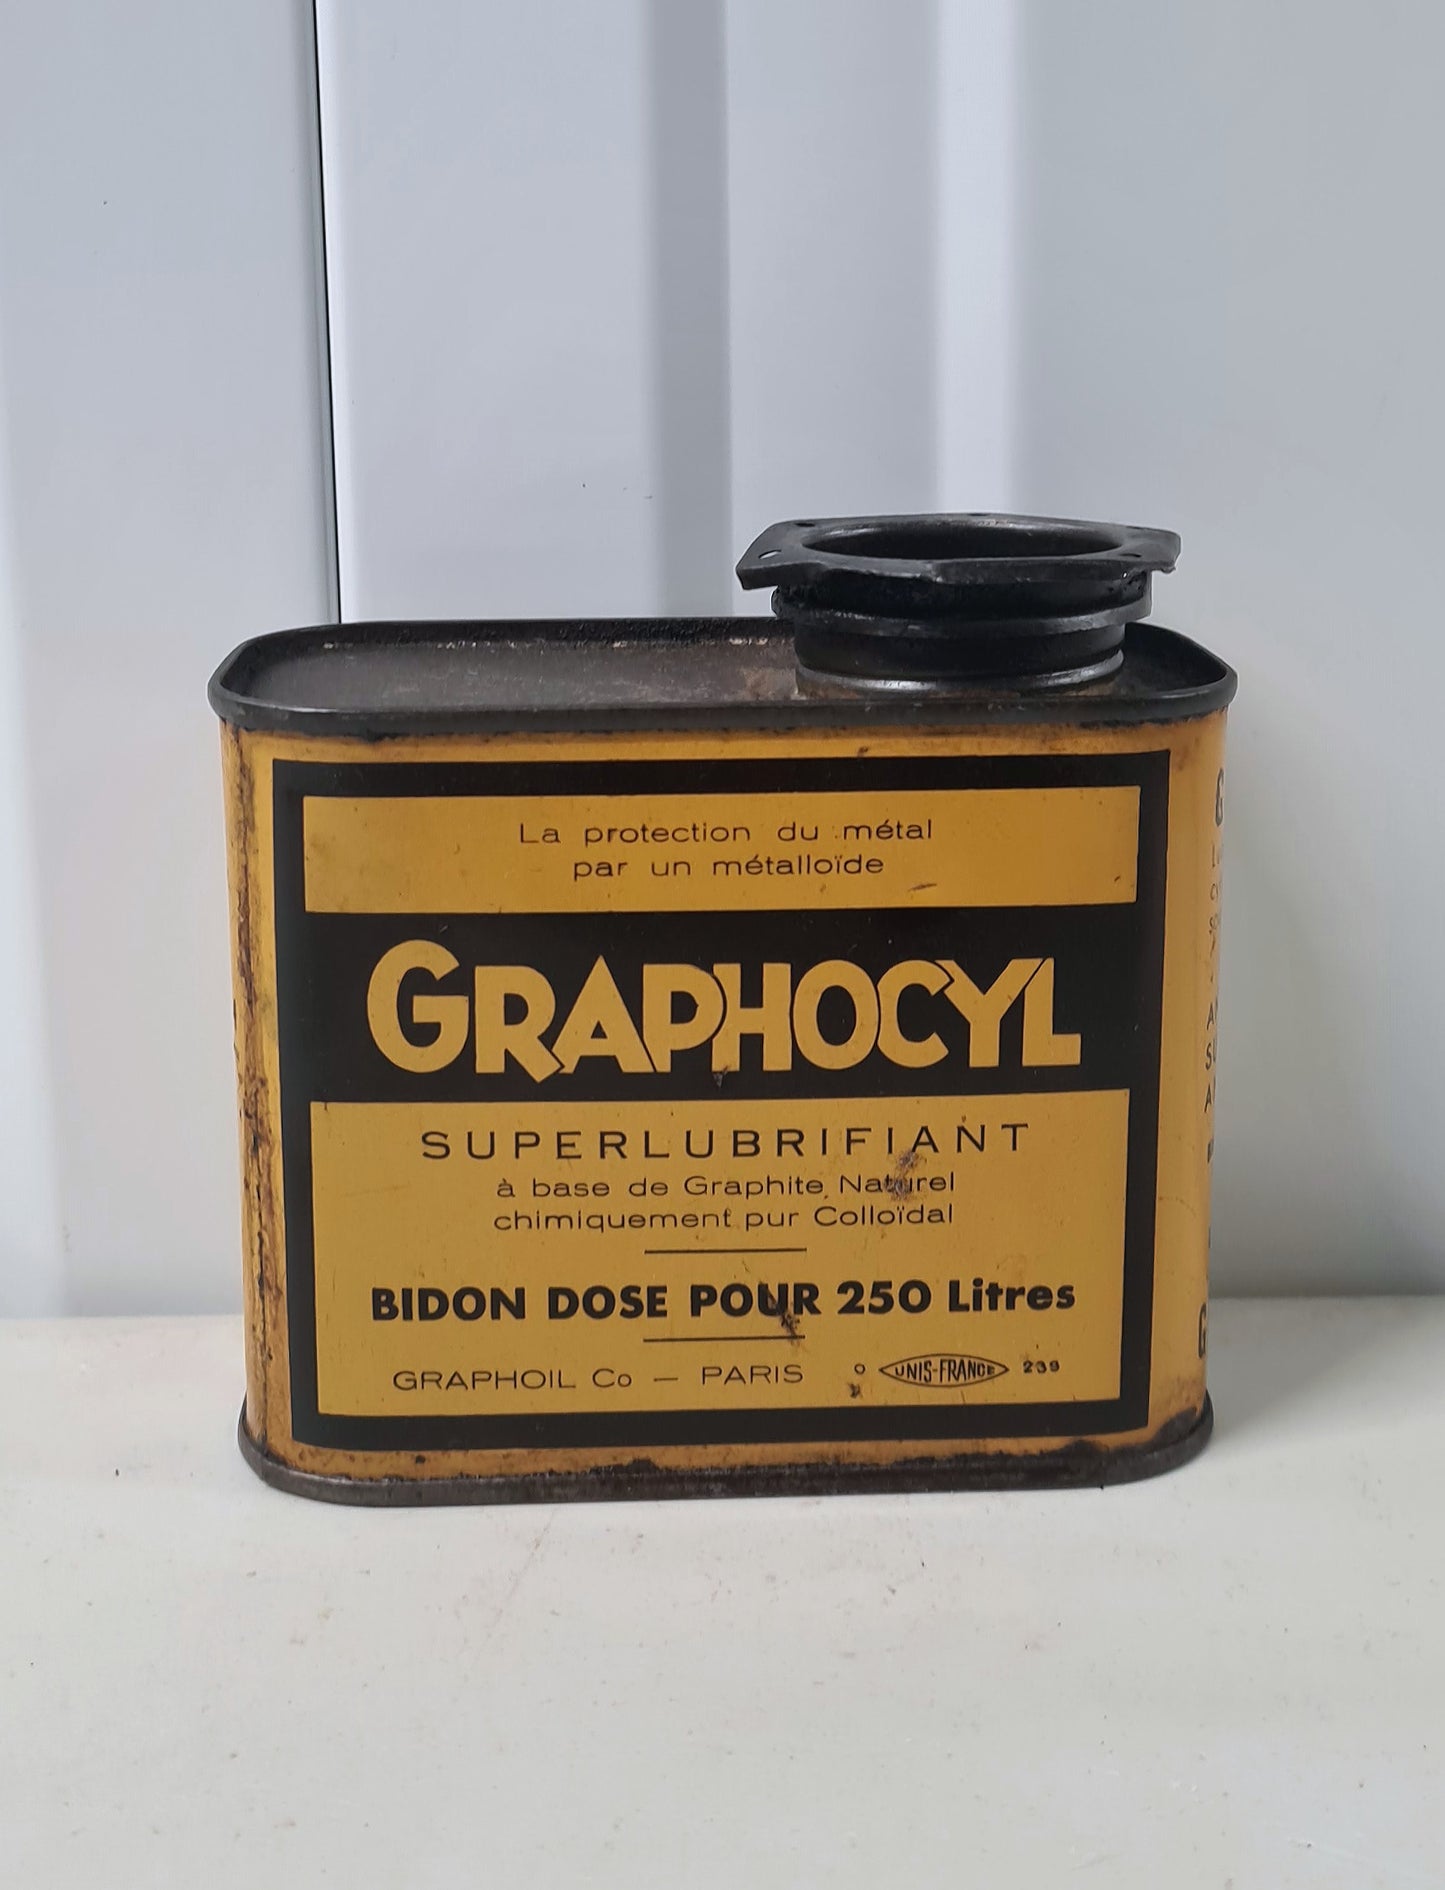 La protection du métal
par un métalloïde
GRAPHOCYL
SUPERLUBRIFIANT
à base de Graphite Naturel
chimiquement pur Colloïdal
BIDON DOSE POUR 250 Litres
GRAPHOIL Co — PARIS UNIS-FRANCE 239